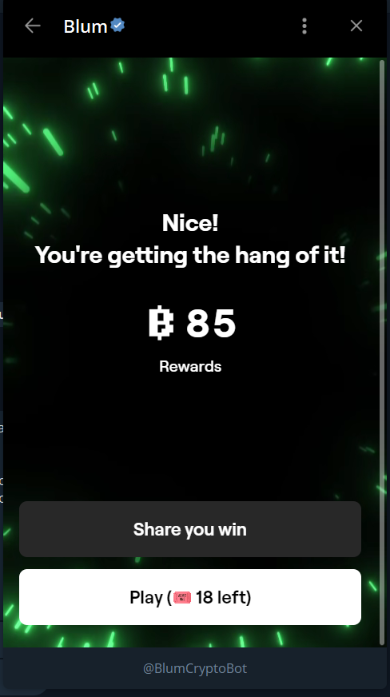 Blum
Nice!
You're getting the hang of it!
85
Rewards
Share you win
Play (🎟 18 left)
@BlumCryptoBot